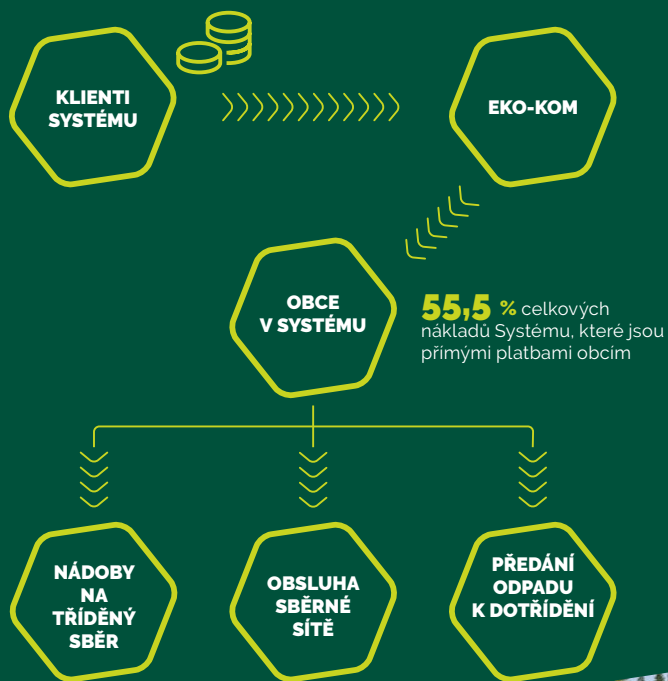 KLIENTI
SYSTÉMU
EKO-KOM
OBCE
V SYSTÉMU
55,5 % celkových
nákladů Systému, které jsou
přímými platbami obcím
NÁDOBY
NA
TŘÍDĚNÝ
SBĚR
OBSLUHA
SBĚRNÉ
SÍTĚ
PŘEDÁNÍ
ODPADU
K DOTŘÍDĚNÍ